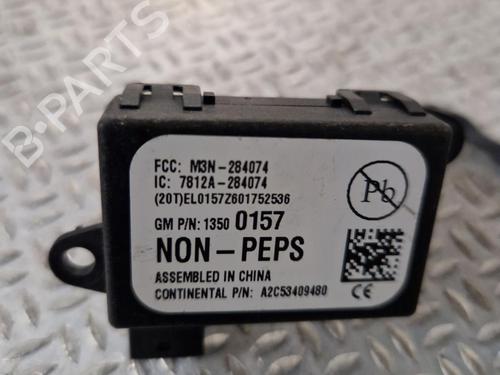 B-PARTS
FCC: M3N-284074
IC: 7812A-284074
(20T)EL0157Z601752536
GM P/N: 1350 0157
NON-PEPS
ASSEMBLED IN CHINA
CONTINENTAL P/N: A2C53409480
Pb
CE